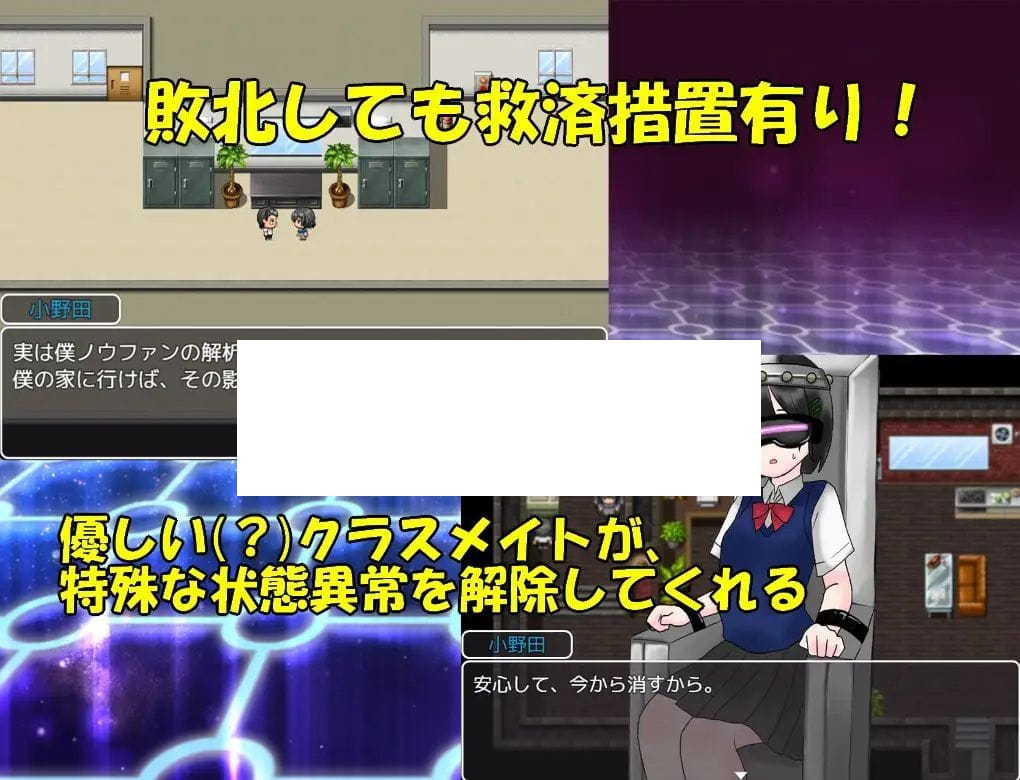 敗北しても救済措置有り!
小野田
実は僕ノウファンの解析
僕の家に行けば、その影
優しい(?)クラスメイトが、
特殊な状態異常を解除してくれる
小野田
安心して、今から消すから。